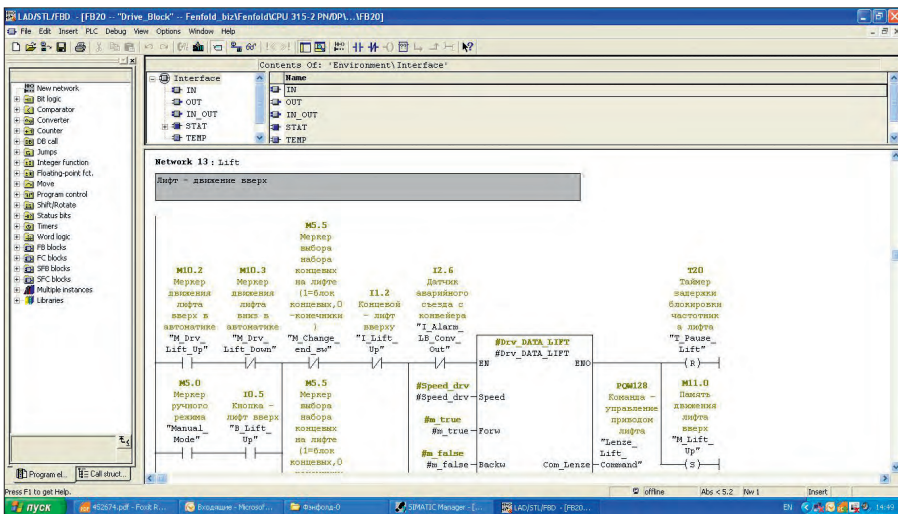 LAD/STL/FBD - [FB20 -- "Drive_Block" -- Fenfold_biz\Fenfold\CPU 315-2 PN/DP\...\FB20]
File Edit Insert PLC Debug View Options Window Help
Contents Of: 'Environment\Interface'
Interface
IN
OUT
IN_OUT
STAT
TEMP
Name
IN
OUT
IN_OUT
STAT
TEMP
New network
Bit logic
Comparator
Converter
Counter
DB call
Jumps
Integer function
Floating-point fct.
Move
Program control
Shift/Rotate
Status bits
Timers
Word logic
FB blocks
FC blocks
SFB blocks
SFC blocks
Multiple instances
Libraries
Program el...
Call struct...
Network 13: Lift
Лифт - движение вверх
M10.2
Меркер
движения
лифта
вверх в
автоматике
"M_Drv_
Lift_Up"
M10.3
Меркер
движения
лифта
вниз в
автоматике
"M_Drv_
Lift_Down"
M5.5
Меркер
выбора
набора
концевых
на лифте
(1=блок
концевых,0
-конечники
)
"M_Change_
end_sw"
I1.2
Концевой
- лифт
вверху
"I_Lift_
Up"
I2.6
Датчик
аварийного
съезда с
конвейера
"I_Alarm_
LB_Conv_
Out"
#Drv_DATA_LIFT
#Drv_DATA_LIFT
EN
ENO
T20
Таймер
задержки
блокировки
частотник
а лифта
"T_Pause_
Lift"
(R)
M5.0
Меркер
ручного
режима
"Manual_
Mode"
I0.5
Кнопка -
лифт вверх
"B_Lift_
Up"
M5.5
Меркер
выбора
набора
концевых
на лифте
(1=блок
концевых,0
#Speed_drv
#Speed_drv
Speed
#m_true
#m_true
Forw
#m_false
#m_false
Backw
Com_Lenze
PQW128
Команда -
управление
приводом
лифта
"Lenze_
Lift_
Command"
M11.0
Память
движения
лифта
вверх
"M_Lift_
Up"
(S)
Press F1 to get Help.
offline
Abs < 5.2
Nw 1
Insert
пуск
452674.pdf - Foxit R...
Входящие - Microsof...
Фэнфолд-0
SIMATIC Manager - [...
LAD/STL/FBD - [FB20...
EN
14:49